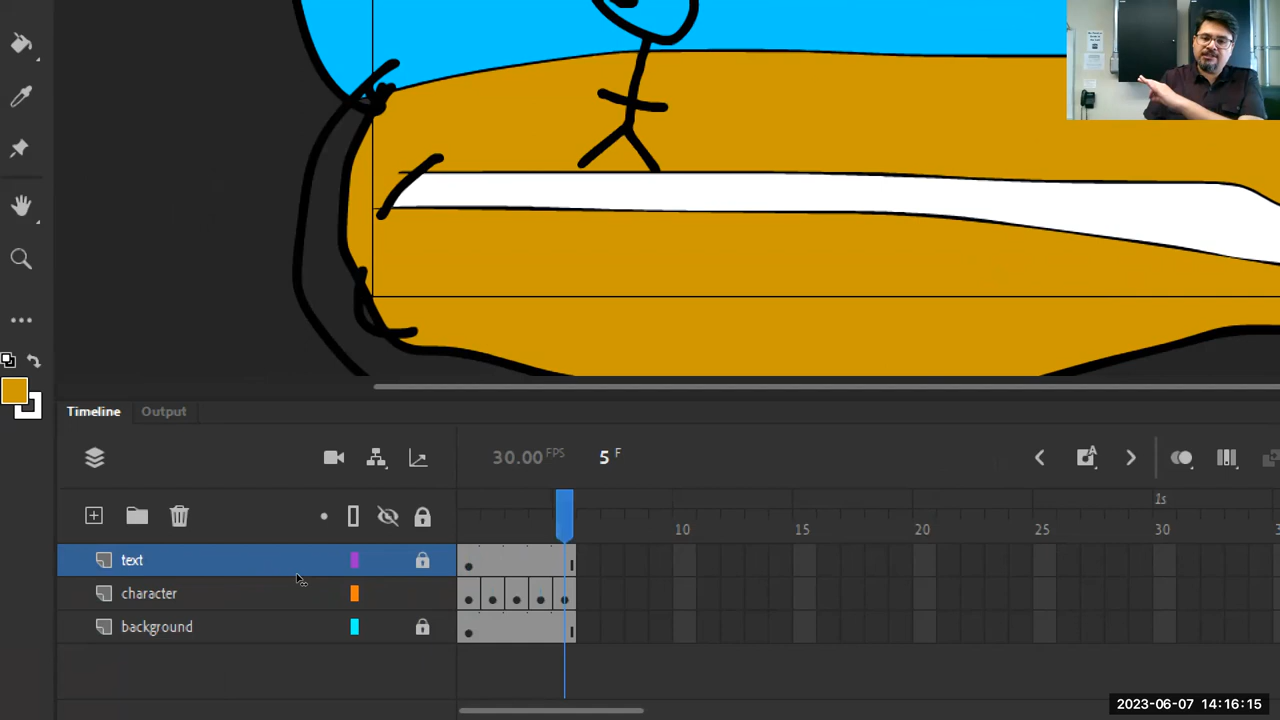 Timeline Output
30.00 FPS 5 F
1s
10 15 20 25 30
text
character
background
2023-06-07 14:16:15